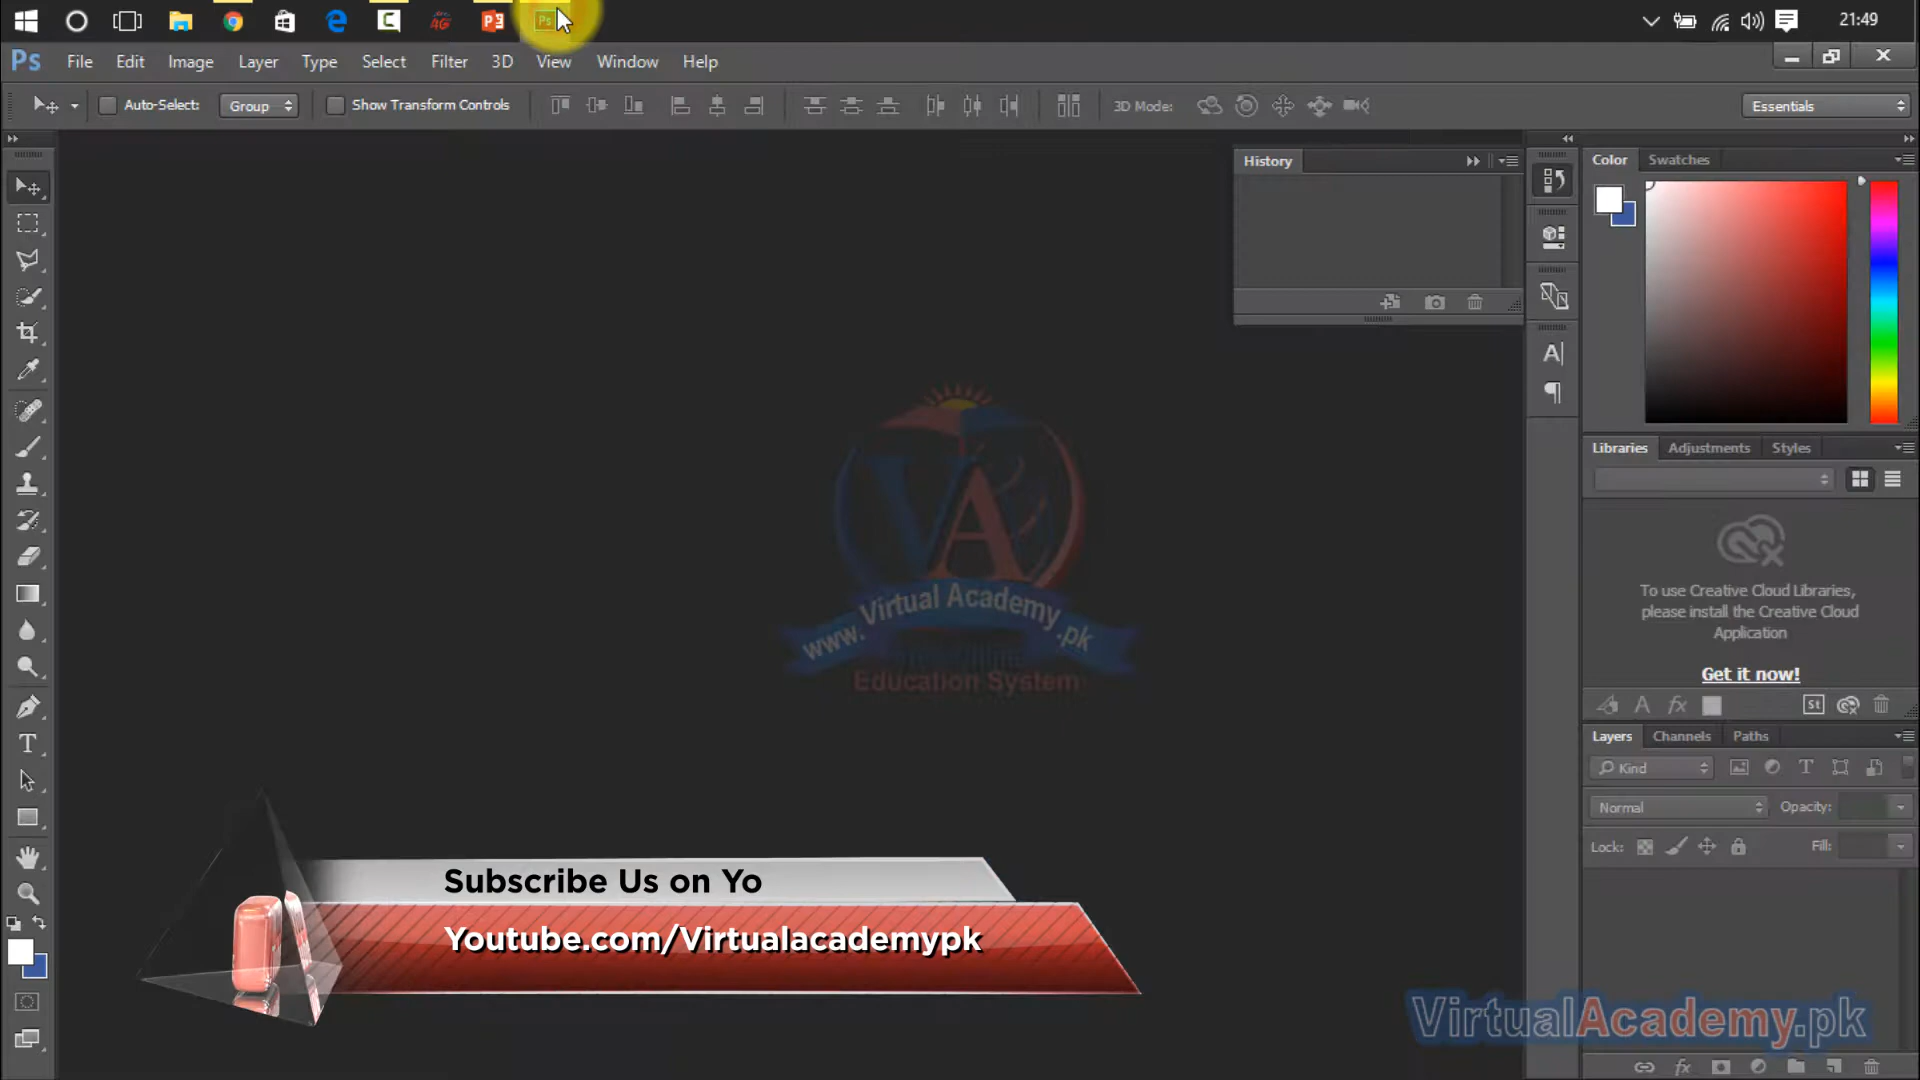 21:49
Ps File Edit Image Layer Type Select Filter 3D View Window Help
Auto-Select: Group Show Transform Controls 3D Mode: Essentials
History
Color Swatches
Libraries Adjustments Styles
To use Creative Cloud Libraries,
please install the Creative Cloud
Application
Get it now!
St
Layers Channels Paths
Kind
Normal Opacity:
Lock: Fill:
VA
www.Virtual Academy.pk
Education System
Subscribe Us on Yo
Youtube.com/Virtualacademypk
VirtualAcademy.pk